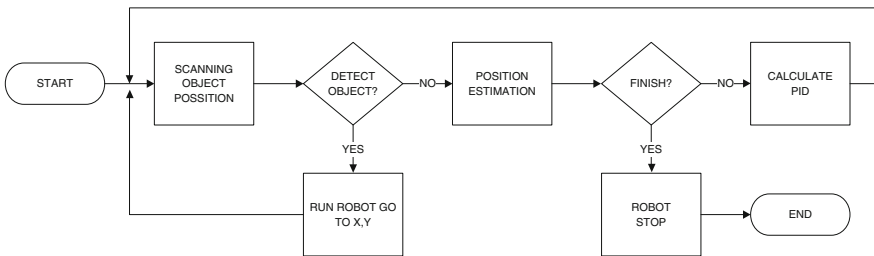 START
SCANNING
OBJECT
POSSITION
DETECT
OBJECT?
NO
POSITION
ESTIMATION
FINISH?
NO
CALCULATE
PID
YES
YES
RUN ROBOT GO
TO X,Y
ROBOT
STOP
END